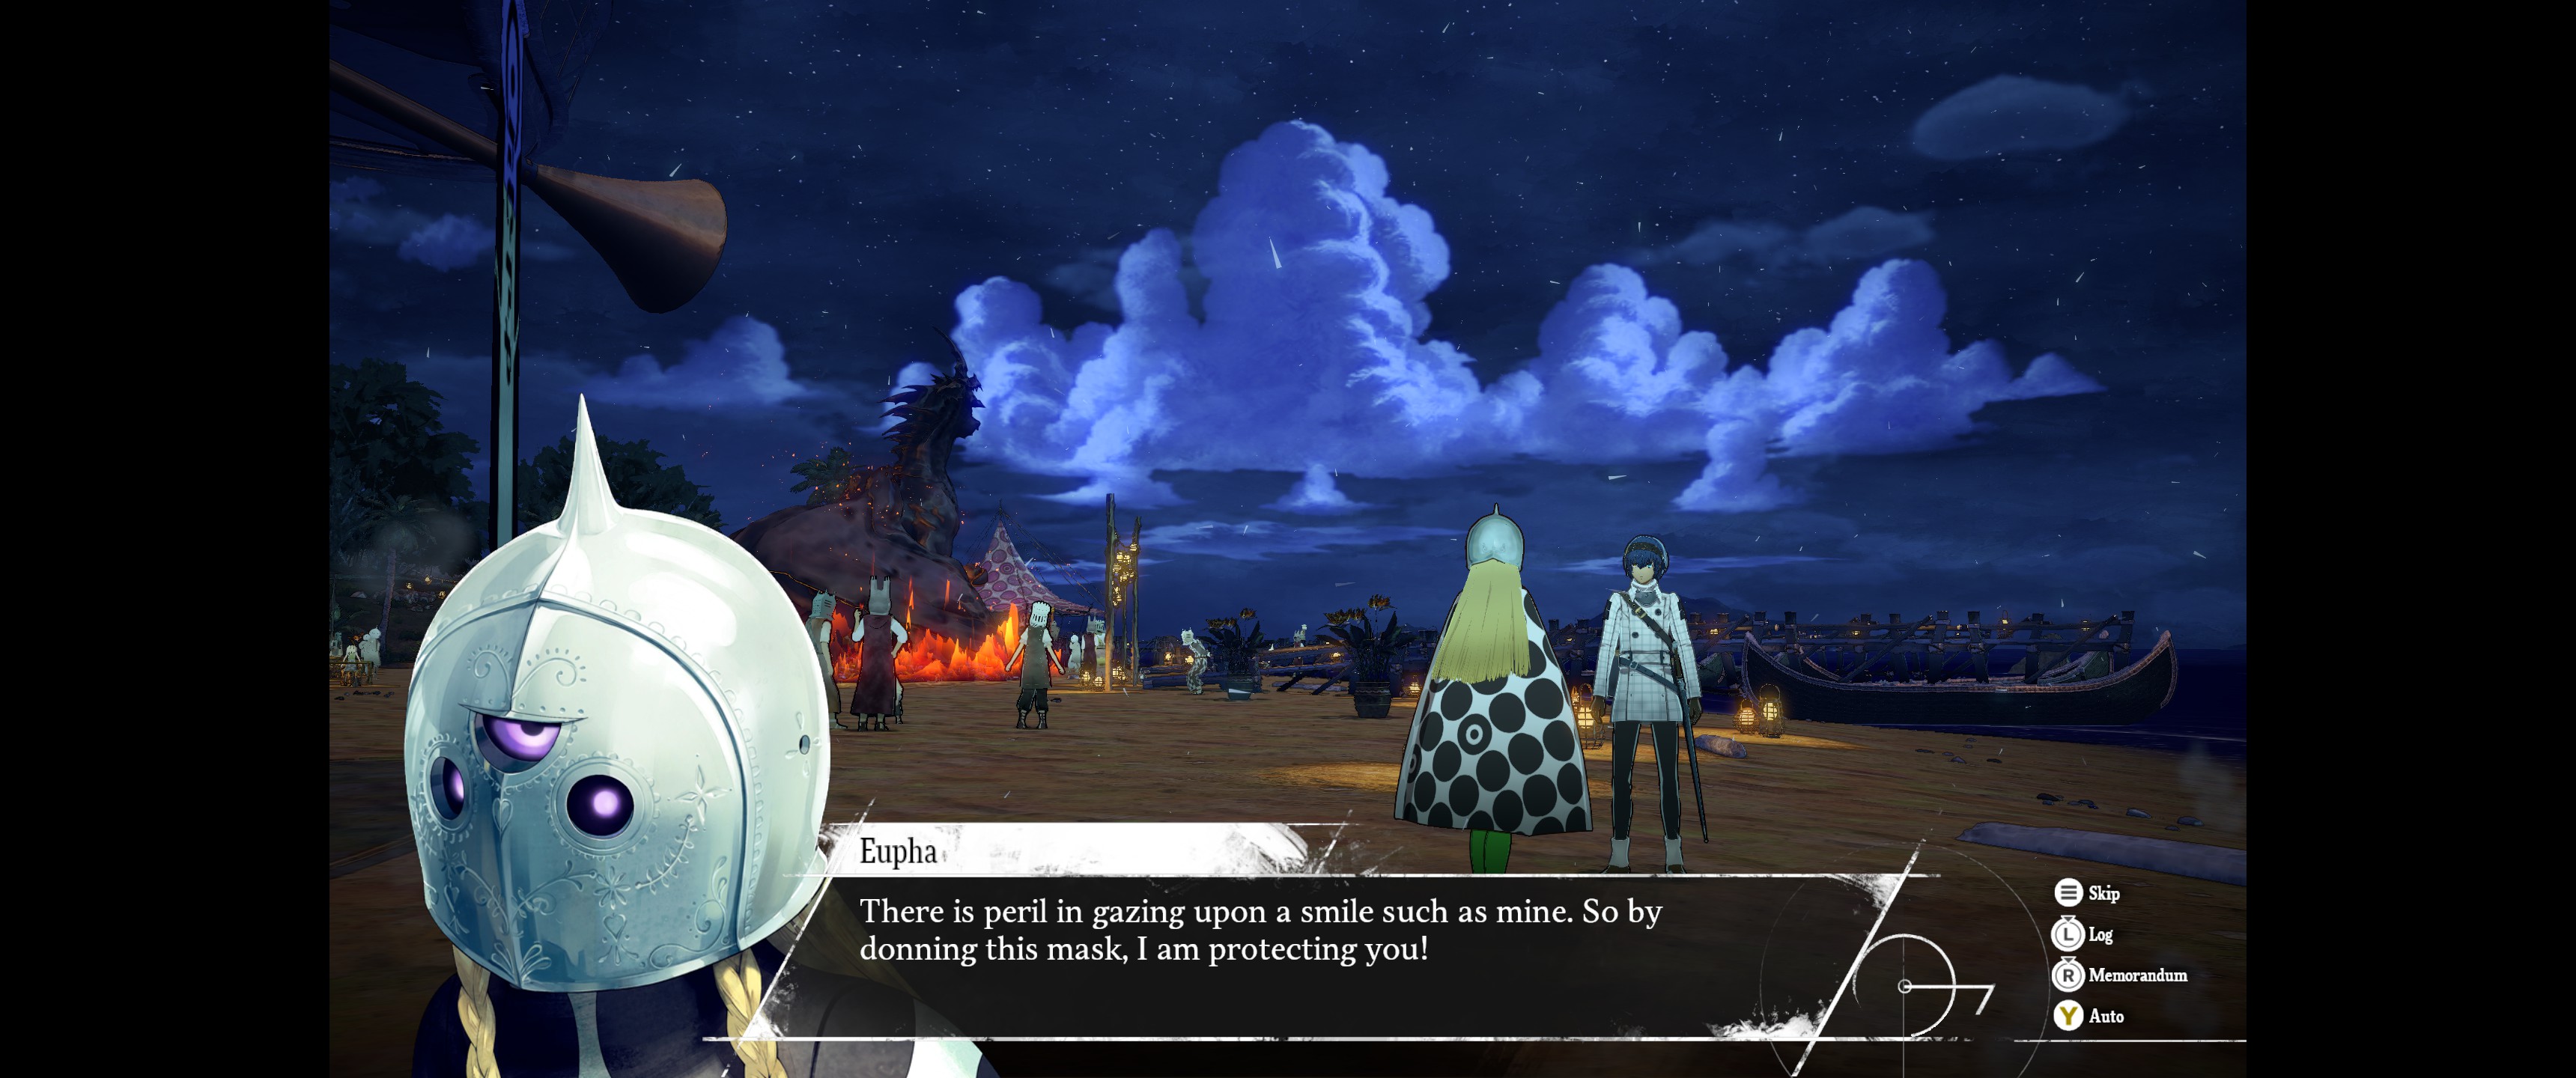 Eupha
There is peril in gazing upon a smile such as mine. So by
donning this mask, I am protecting you!
Skip
L Log
R Memorandum
Y Auto